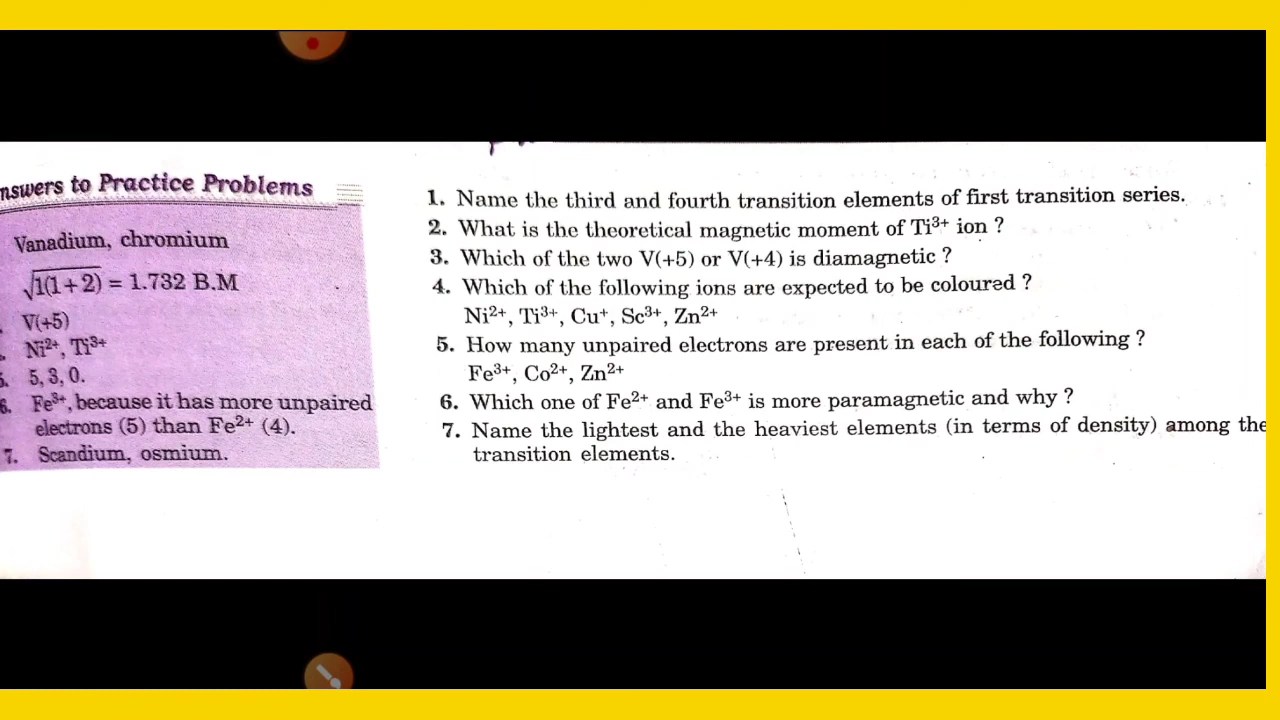 nswers to Practice Problems
Vanadium, chromium
√1(1 + 2) = 1.732 B.M
V(+5)
Ni²⁺, Ti³⁺
5. 5, 3, 0.
6. Fe³⁺, because it has more unpaired
electrons (5) than Fe²⁺ (4).
7. Scandium, osmium.
1. Name the third and fourth transition elements of first transition series.
2. What is the theoretical magnetic moment of Ti³⁺ ion ?
3. Which of the two V(+5) or V(+4) is diamagnetic ?
4. Which of the following ions are expected to be coloured ?
Ni²⁺, Ti³⁺, Cu⁺, Sc³⁺, Zn²⁺
5. How many unpaired electrons are present in each of the following ?
Fe³⁺, Co²⁺, Zn²⁺
6. Which one of Fe²⁺ and Fe³⁺ is more paramagnetic and why ?
7. Name the lightest and the heaviest elements (in terms of density) among the
transition elements.